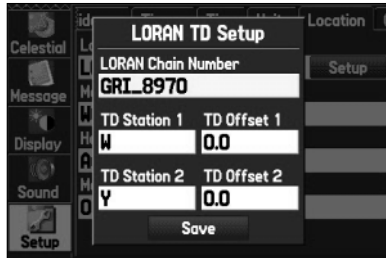 Celestial
Message
Display
Sound
Setup
Location
Setup
LORAN TD Setup
LORAN Chain Number
GRI_8970
TD Station 1 TD Offset 1
W 0.0
TD Station 2 TD Offset 2
Y 0.0
Save